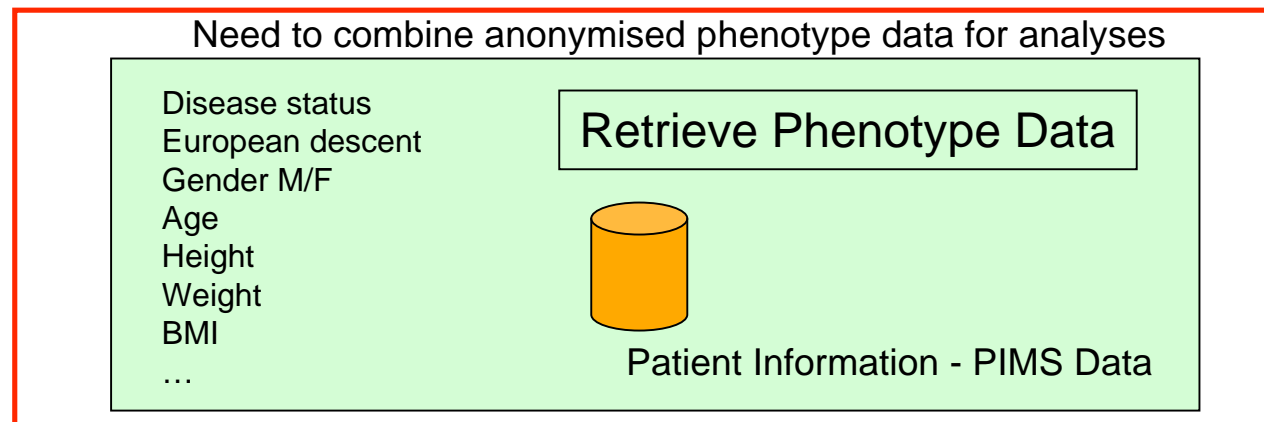 Need to combine anonymised phenotype data for analyses
Disease status
European descent
Gender M/F
Age
Height
Weight
BMI
…
Retrieve Phenotype Data
Patient Information - PIMS Data